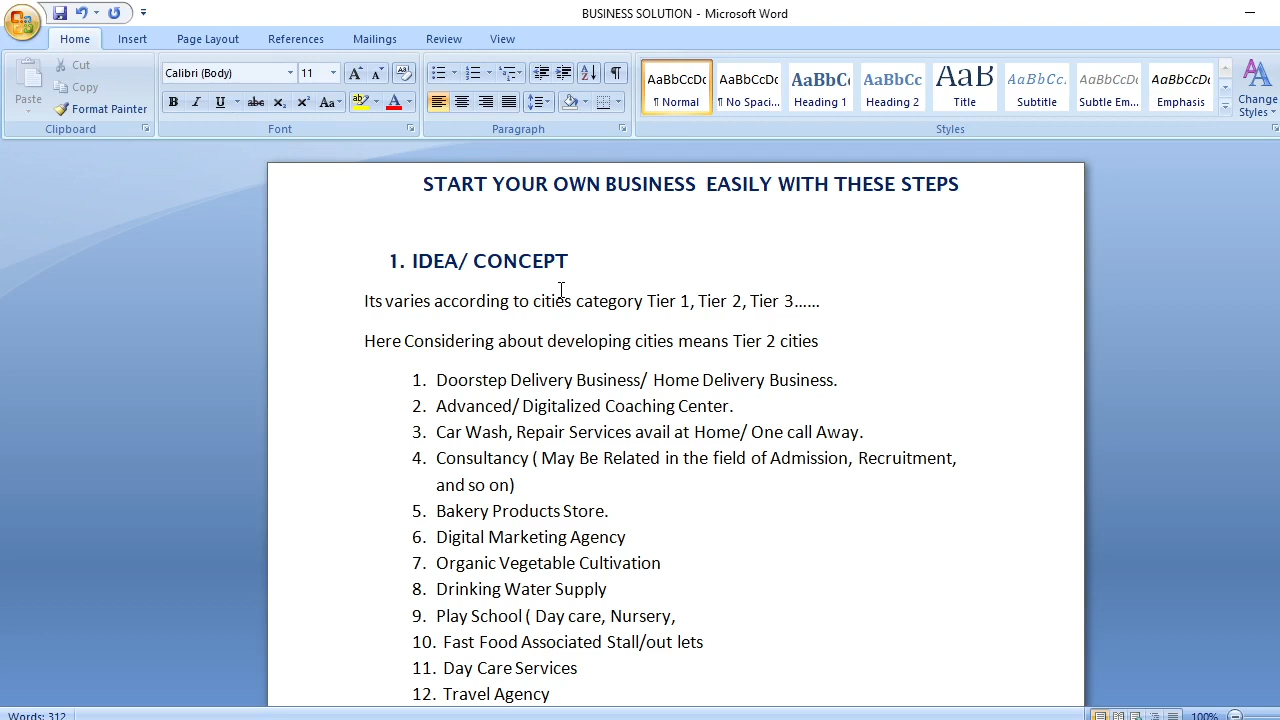 BUSINESS SOLUTION - Microsoft Word
Home Insert Page Layout References Mailings Review View
Paste
Cut
Copy
Format Painter
Clipboard
Calibri (Body) 11
Font
Paragraph
AaBbCcDc AaBbCcDc AaBbCc AaBbCc AaB AaBbCc. AaBbCcDc AaBbCcDc
¶ Normal ¶ No Spaci... Heading 1 Heading 2 Title Subtitle Subtle Em... Emphasis
Change
Styles
Styles
START YOUR OWN BUSINESS EASILY WITH THESE STEPS
1. IDEA/ CONCEPT
Its varies according to cities category Tier 1, Tier 2, Tier 3......
Here Considering about developing cities means Tier 2 cities
1. Doorstep Delivery Business/ Home Delivery Business.
2. Advanced/ Digitalized Coaching Center.
3. Car Wash, Repair Services avail at Home/ One call Away.
4. Consultancy ( May Be Related in the field of Admission, Recruitment,
and so on)
5. Bakery Products Store.
6. Digital Marketing Agency
7. Organic Vegetable Cultivation
8. Drinking Water Supply
9. Play School ( Day care, Nursery,
10. Fast Food Associated Stall/out lets
11. Day Care Services
12. Travel Agency
Words: 312
100%